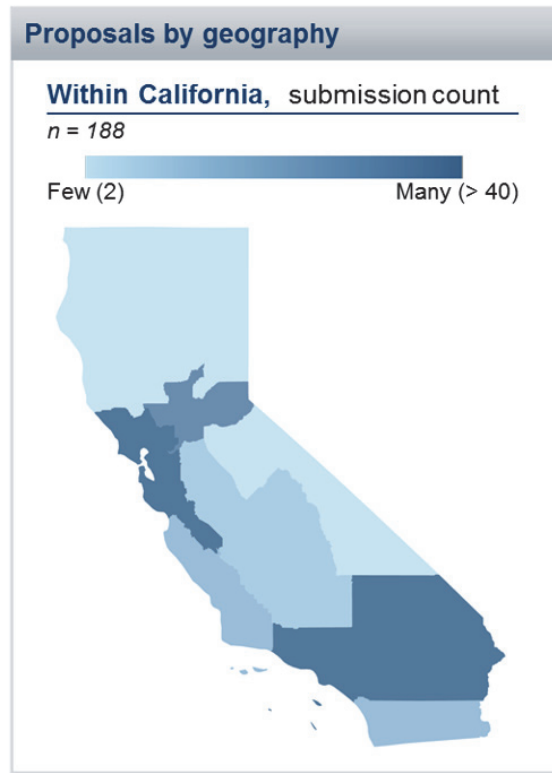 Proposals by geography
Within California, submission count
n = 188
Few (2) Many (> 40)